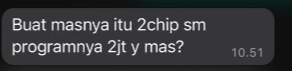 Buat masnya itu 2chip sm
programnya 2jt y mas?
10.51